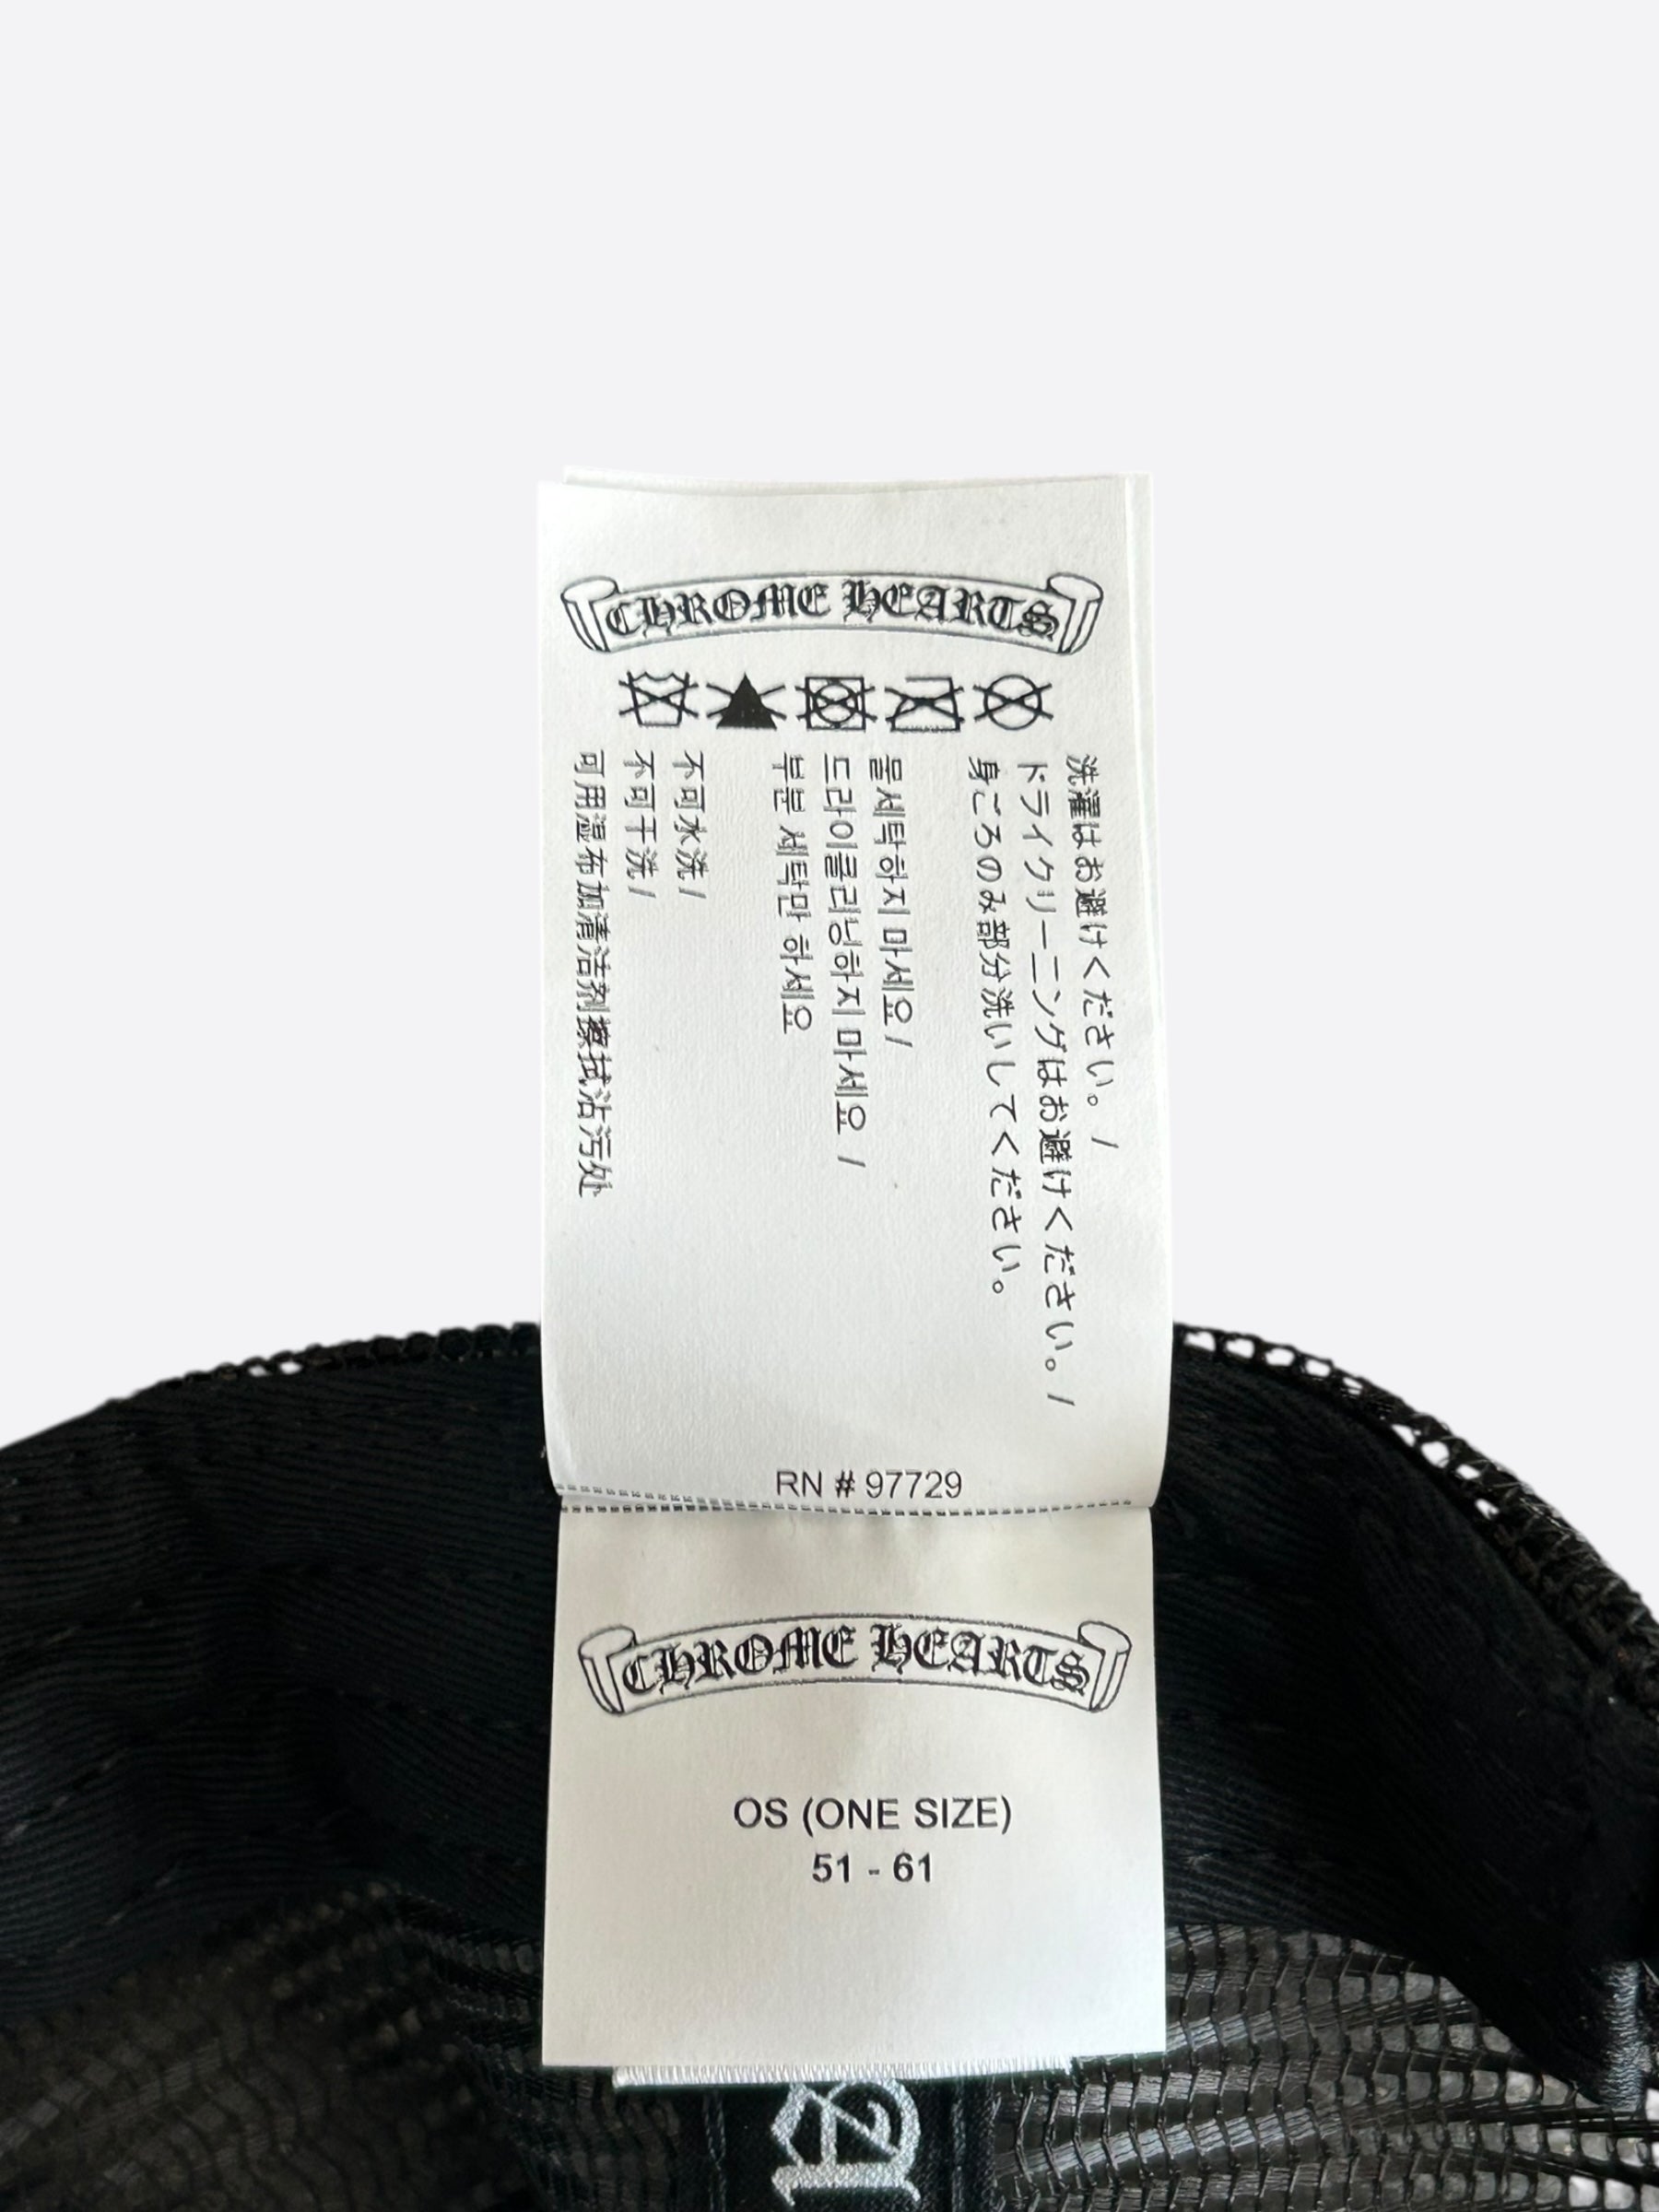 CHROME HEARTS
洗濯はお避けください。/
ドライクリーニングはお避けください。/
身ごろのみ部分洗いしてください。
물세탁하지 마세요 /
드라이클리닝하지 마세요 /
부분 세탁만 하세요
不可水洗 /
不可干洗 /
可用湿布加清洁剂擦拭沾污处
RN # 97729
CHROME HEARTS
OS (ONE SIZE)
51 - 61